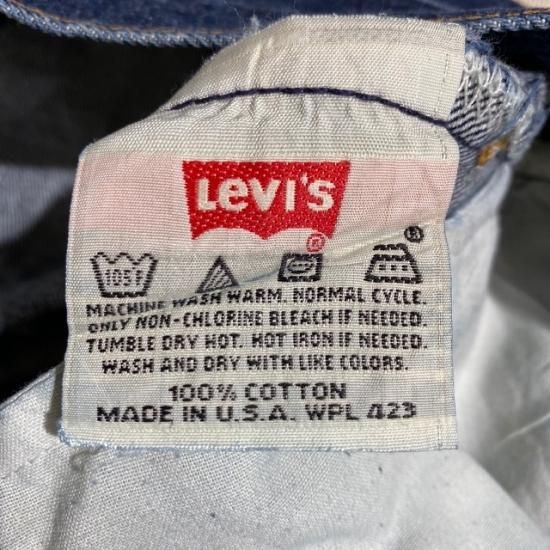 Levi's
®
105F
MACHINE WASH WARM. NORMAL CYCLE.
ONLY NON-CHLORINE BLEACH IF NEEDED.
TUMBLE DRY HOT. HOT IRON IF NEEDED.
WASH AND DRY WITH LIKE COLORS.
100% COTTON
MADE IN U.S.A. WPL 423